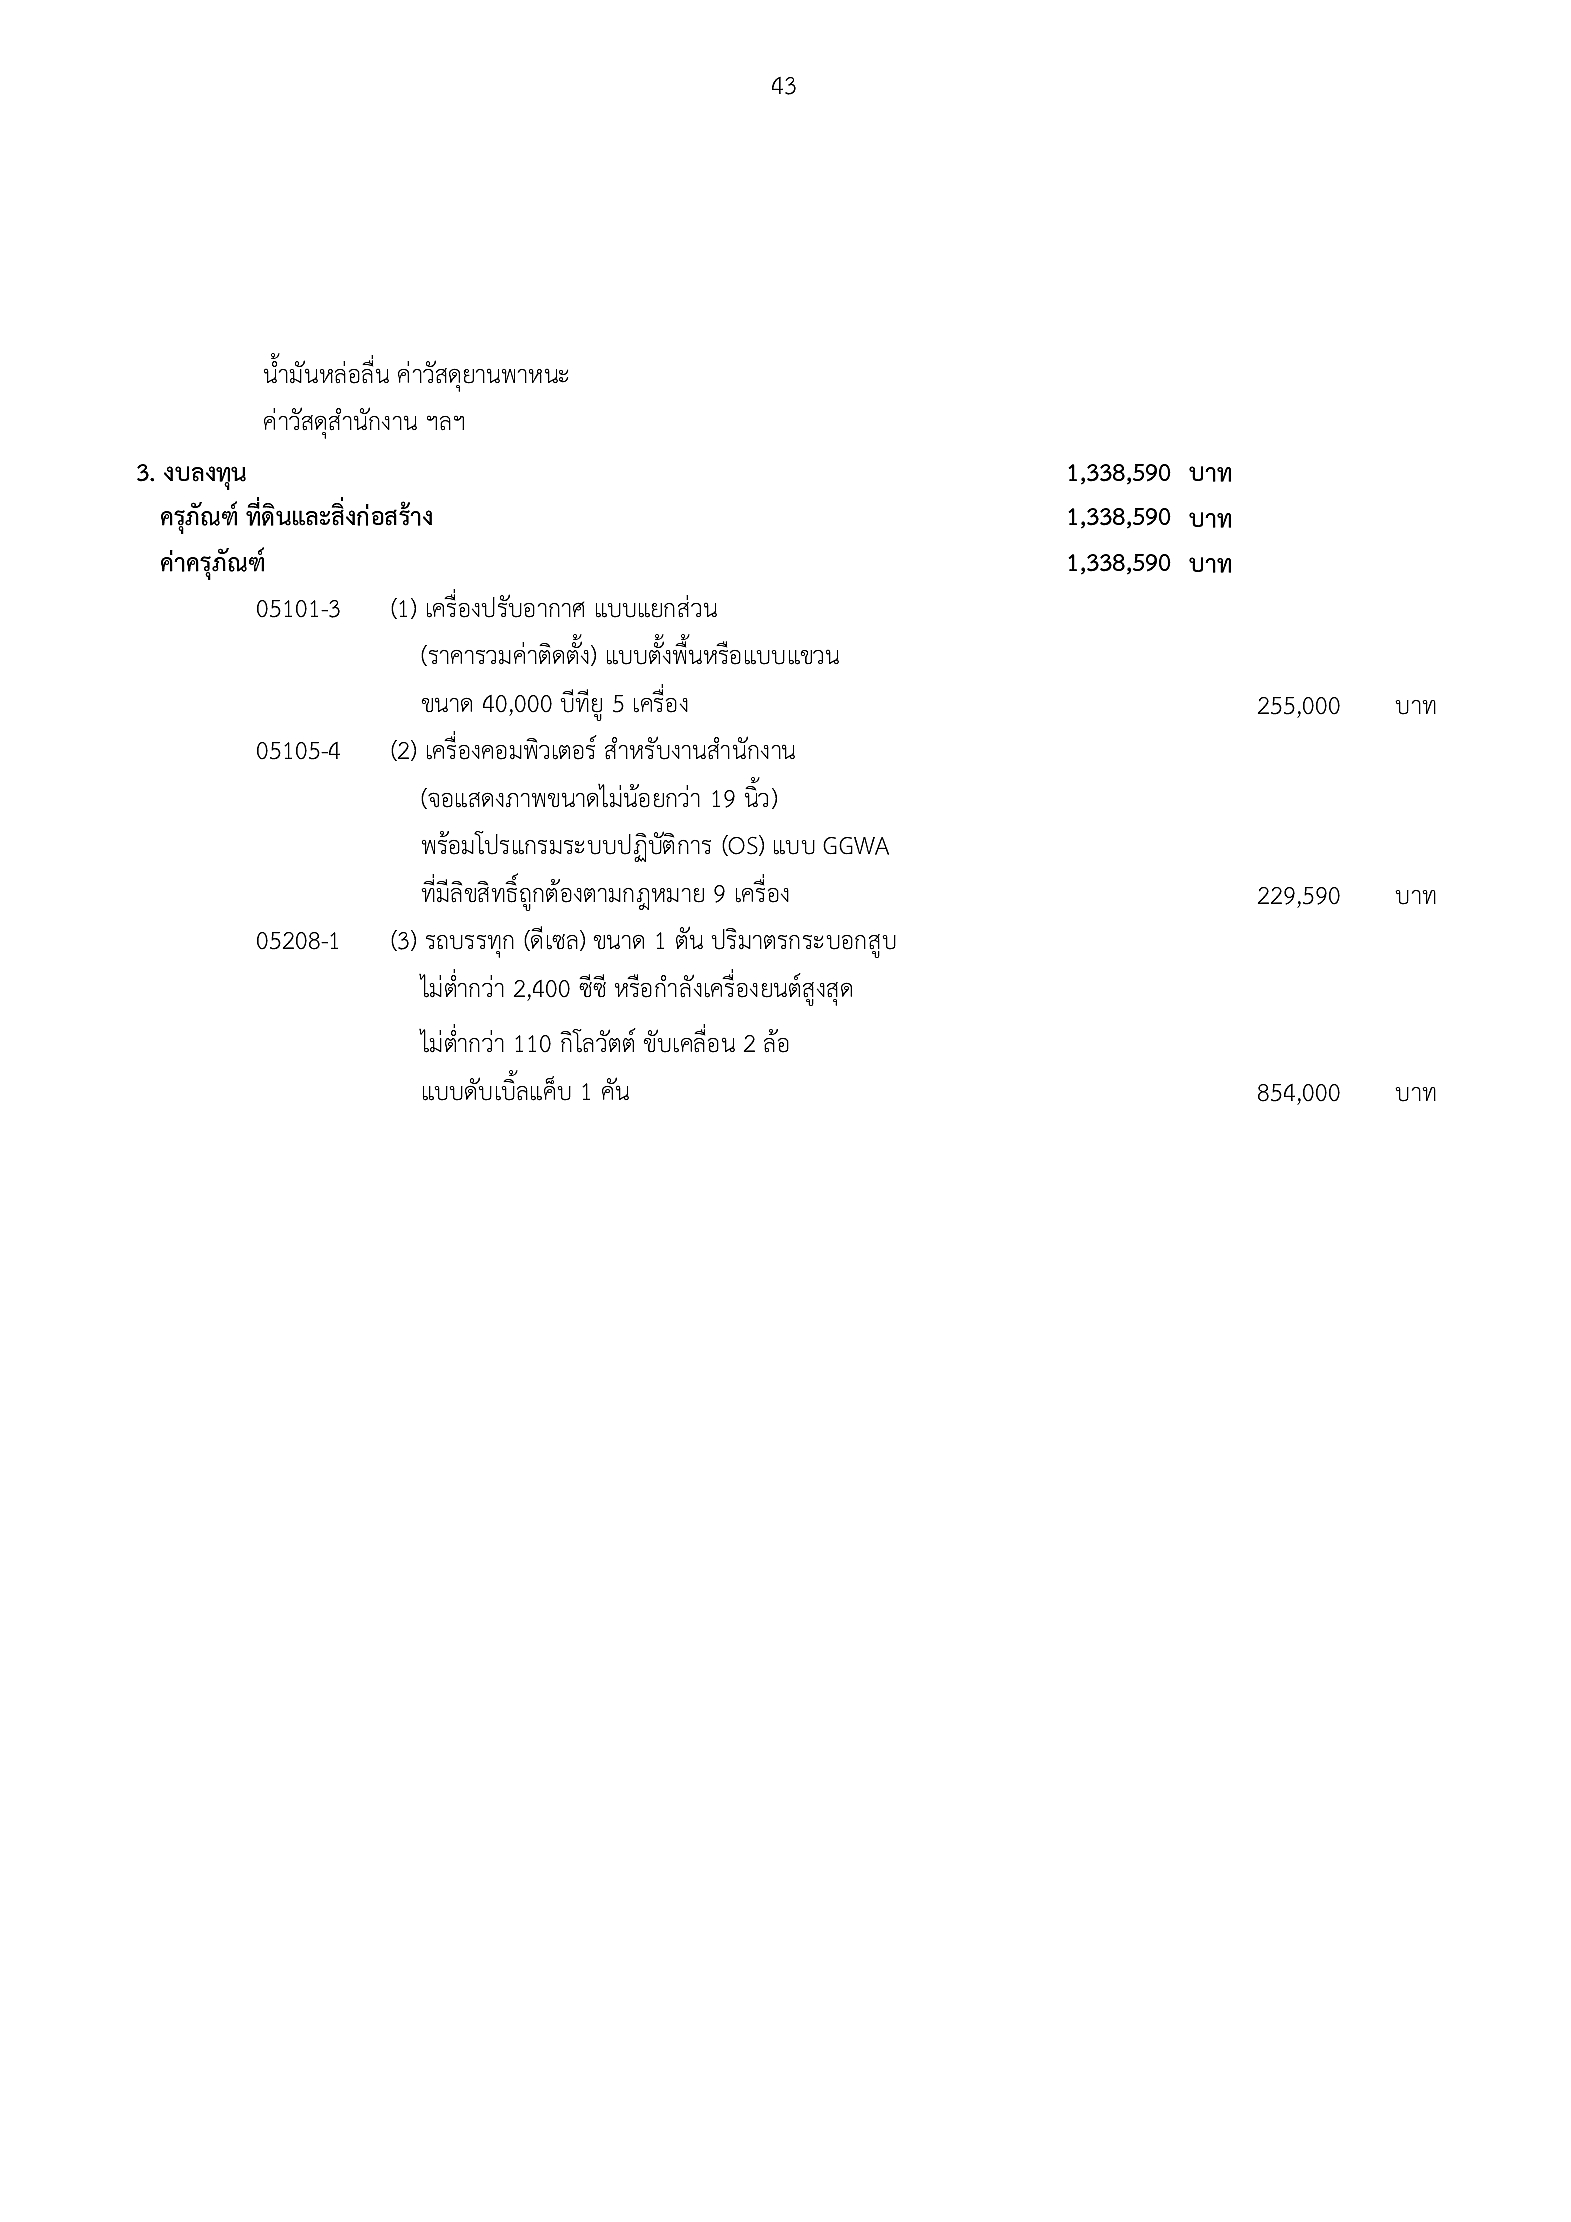 43
น้ำมันหล่อลื่น ค่าวัสดุยานพาหนะ
ค่าวัสดุสำนักงาน ฯลฯ
3. งบลงทุน 1,338,590 บาท
ครุภัณฑ์ ที่ดินและสิ่งก่อสร้าง 1,338,590 บาท
ค่าครุภัณฑ์ 1,338,590 บาท
05101-3 (1) เครื่องปรับอากาศ แบบแยกส่วน
(ราคารวมค่าติดตั้ง) แบบตั้งพื้นหรือแบบแขวน
ขนาด 40,000 บีทียู 5 เครื่อง 255,000 บาท
05105-4 (2) เครื่องคอมพิวเตอร์ สำหรับงานสำนักงาน
(จอแสดงภาพขนาดไม่น้อยกว่า 19 นิ้ว)
พร้อมโปรแกรมระบบปฏิบัติการ (OS) แบบ GGWA
ที่มีลิขสิทธิ์ถูกต้องตามกฎหมาย 9 เครื่อง 229,590 บาท
05208-1 (3) รถบรรทุก (ดีเซล) ขนาด 1 ตัน ปริมาตรกระบอกสูบ
ไม่ต่ำกว่า 2,400 ซีซี หรือกำลังเครื่องยนต์สูงสุด
ไม่ต่ำกว่า 110 กิโลวัตต์ ขับเคลื่อน 2 ล้อ
แบบดับเบิ้ลแค็บ 1 คัน 854,000 บาท